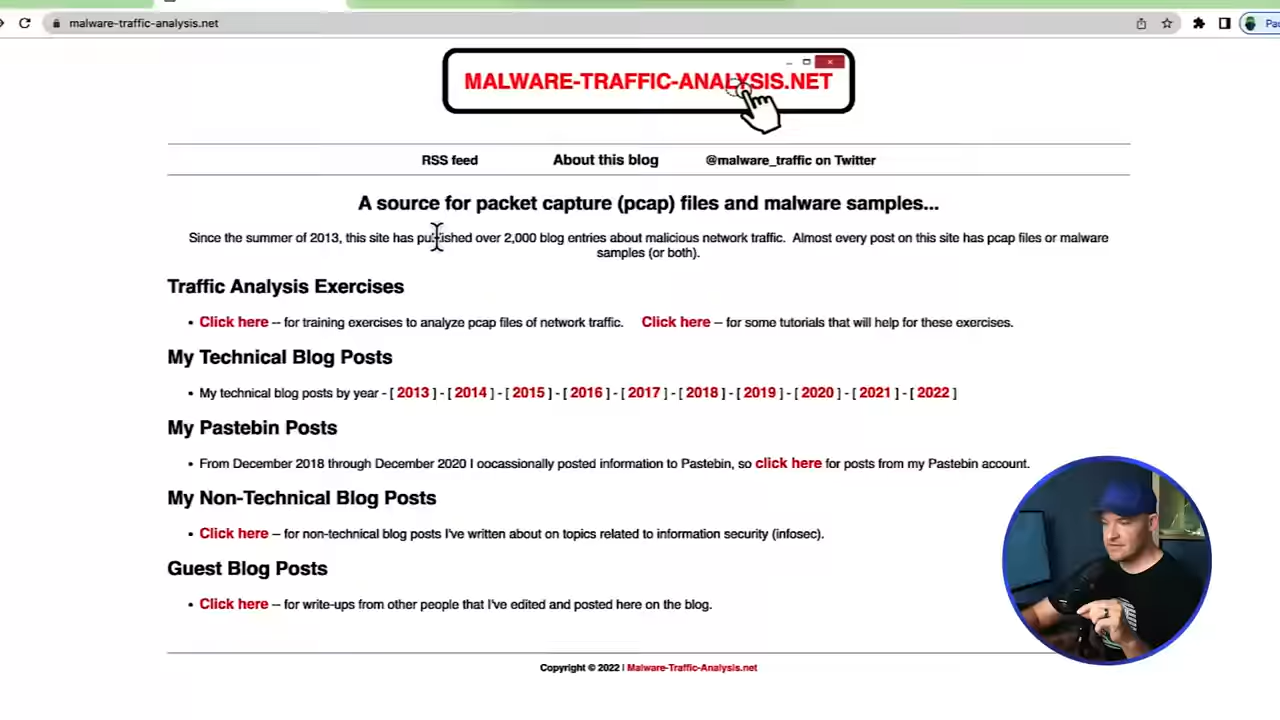 malware-traffic-analysis.net
MALWARE-TRAFFIC-ANALYSIS.NET
RSS feed About this blog @malware_traffic on Twitter
A source for packet capture (pcap) files and malware samples...
Since the summer of 2013, this site has published over 2,000 blog entries about malicious network traffic. Almost every post on this site has pcap files or malware
samples (or both).
Traffic Analysis Exercises
• Click here -- for training exercises to analyze pcap files of network traffic. Click here -- for some tutorials that will help for these exercises.
My Technical Blog Posts
• My technical blog posts by year - [ 2013 ] - [ 2014 ] - [ 2015 ] - [ 2016 ] - [ 2017 ] - [ 2018 ] - [ 2019 ] - [ 2020 ] - [ 2021 ] - [ 2022 ]
My Pastebin Posts
• From December 2018 through December 2020 I oocassionally posted information to Pastebin, so click here for posts from my Pastebin account.
My Non-Technical Blog Posts
• Click here -- for non-technical blog posts I've written about on topics related to information security (infosec).
Guest Blog Posts
• Click here -- for write-ups from other people that I've edited and posted here on the blog.
Copyright © 2022 | Malware-Traffic-Analysis.net